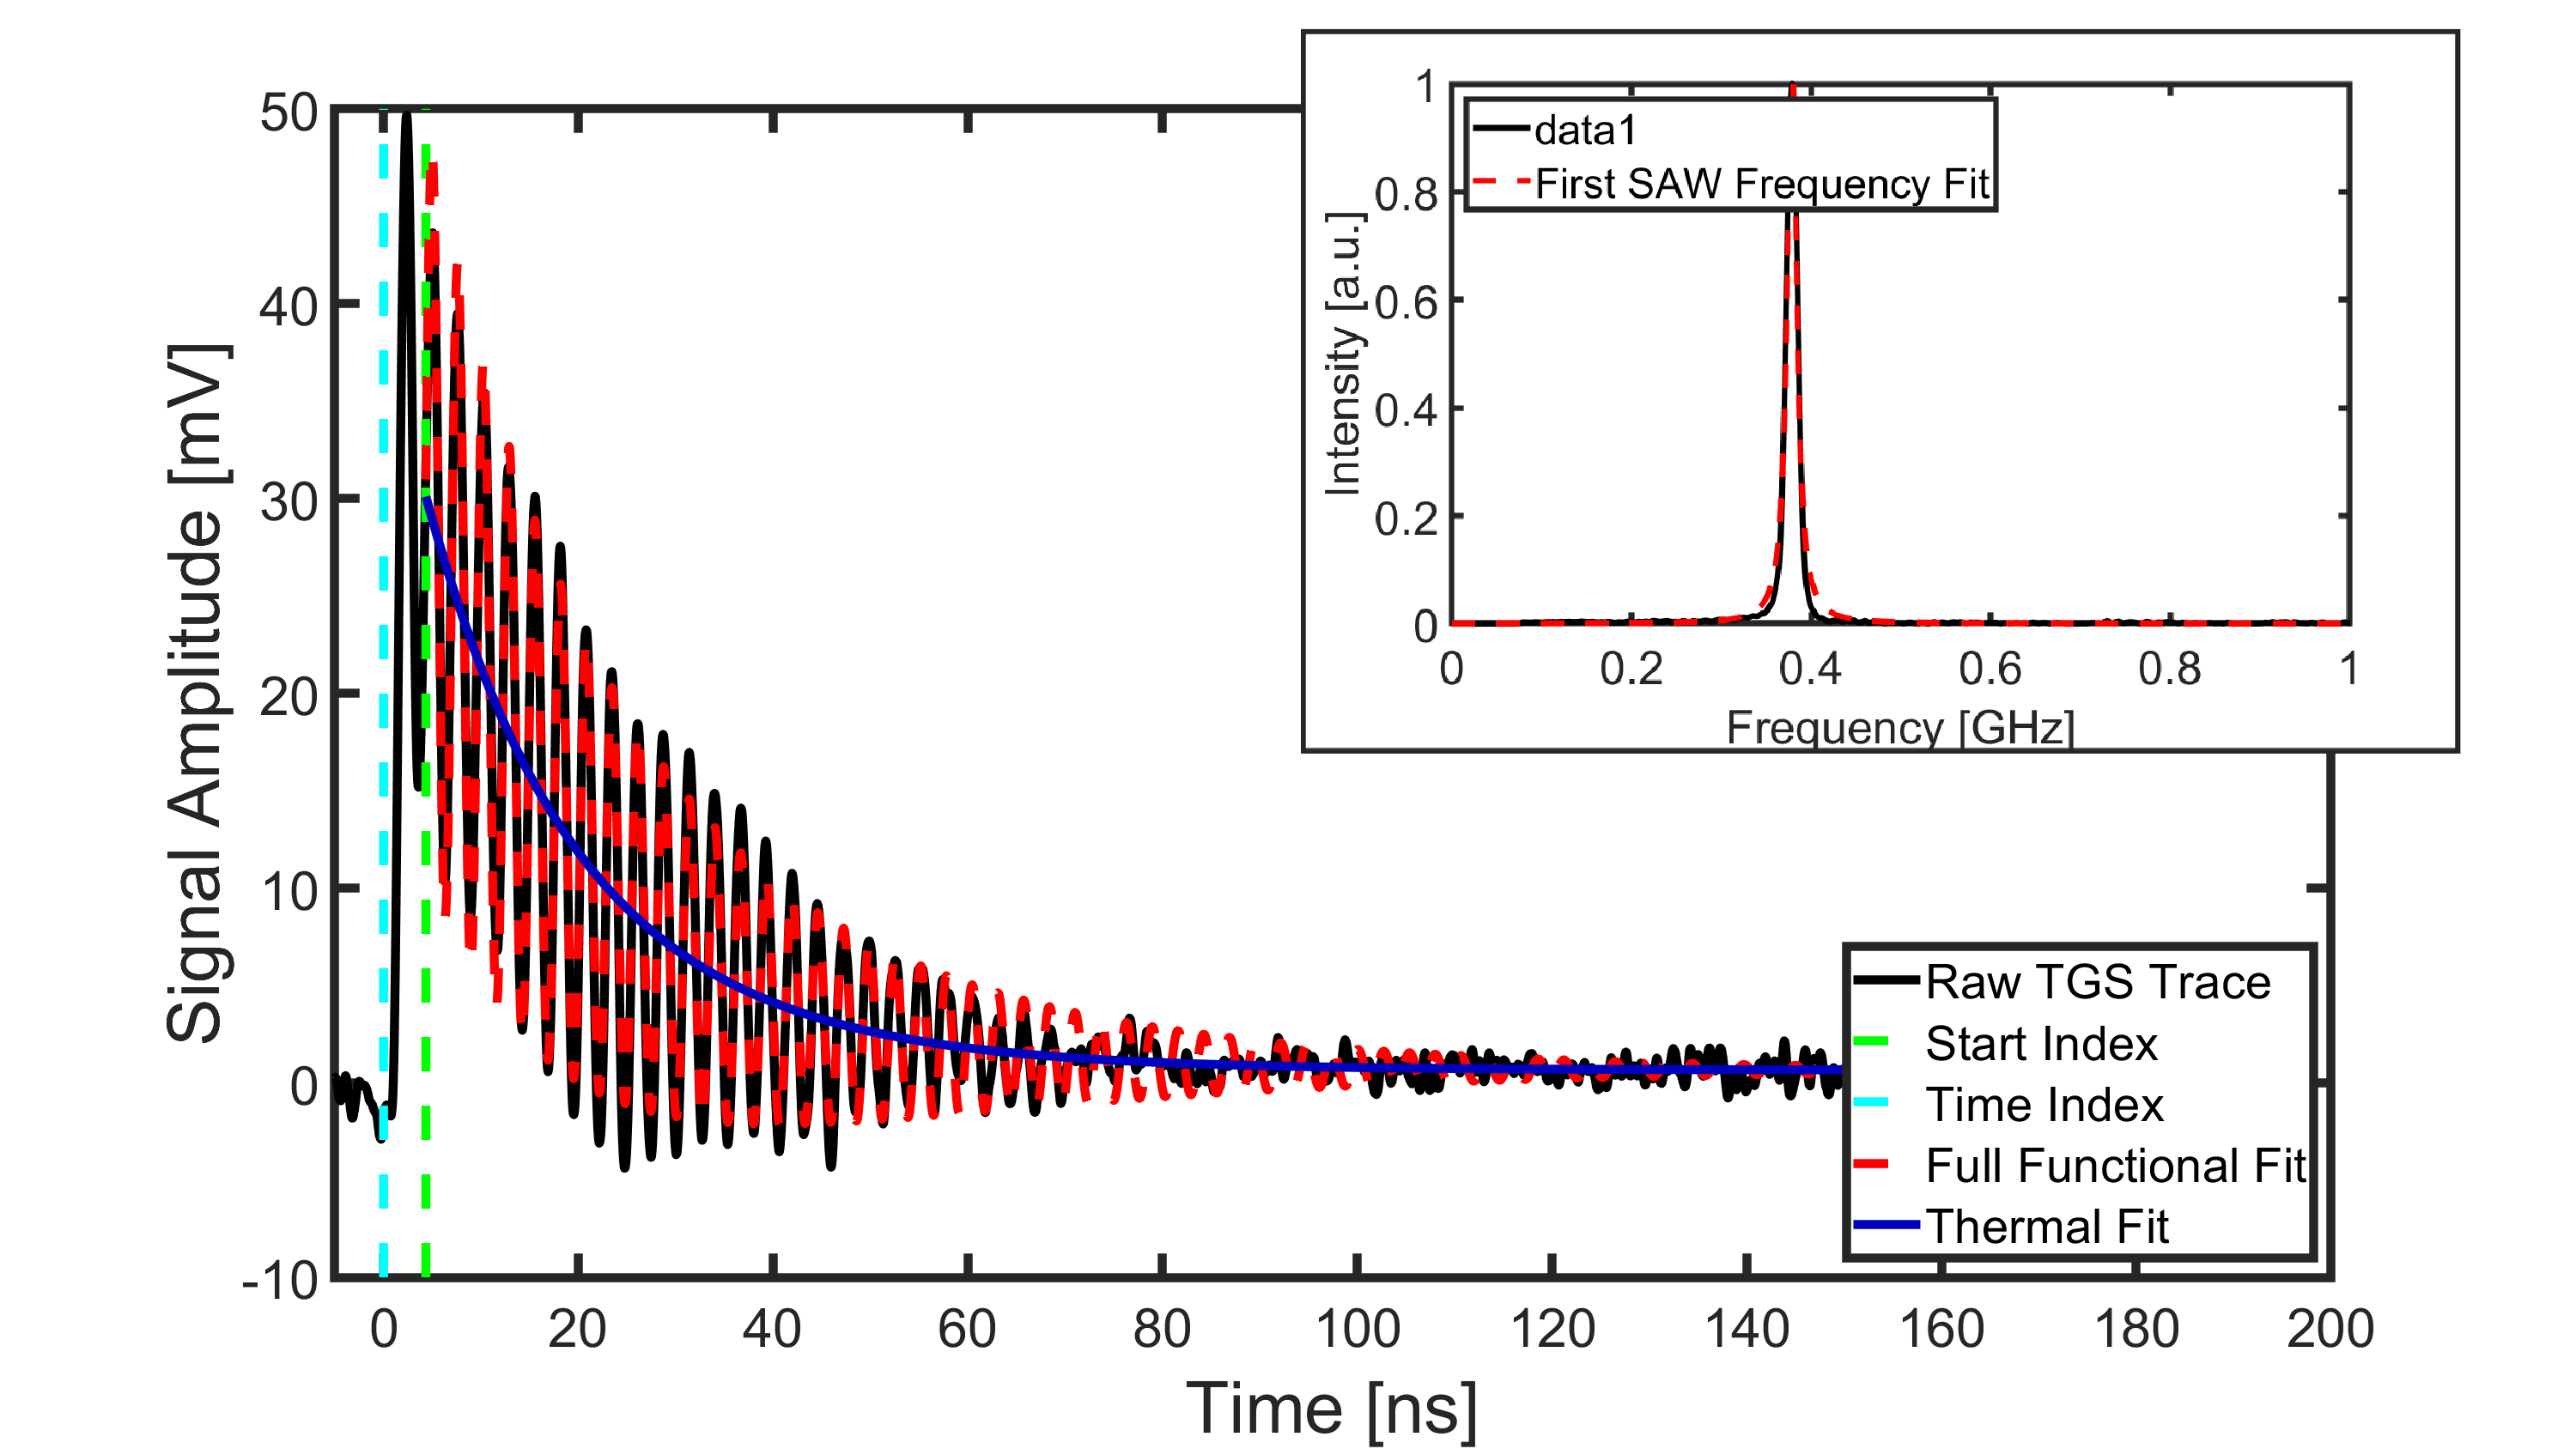 50
40
30
20
10
0
-10
Signal Amplitude [mV]
0 20 40 60 80 100 120 140 160 180 200
Time [ns]
1
0.8
0.6
0.4
0.2
0
Intensity [a.u.]
data1
First SAW Frequency Fit
0 0.2 0.4 0.6 0.8 1
Frequency [GHz]
Raw TGS Trace
Start Index
Time Index
Full Functional Fit
Thermal Fit